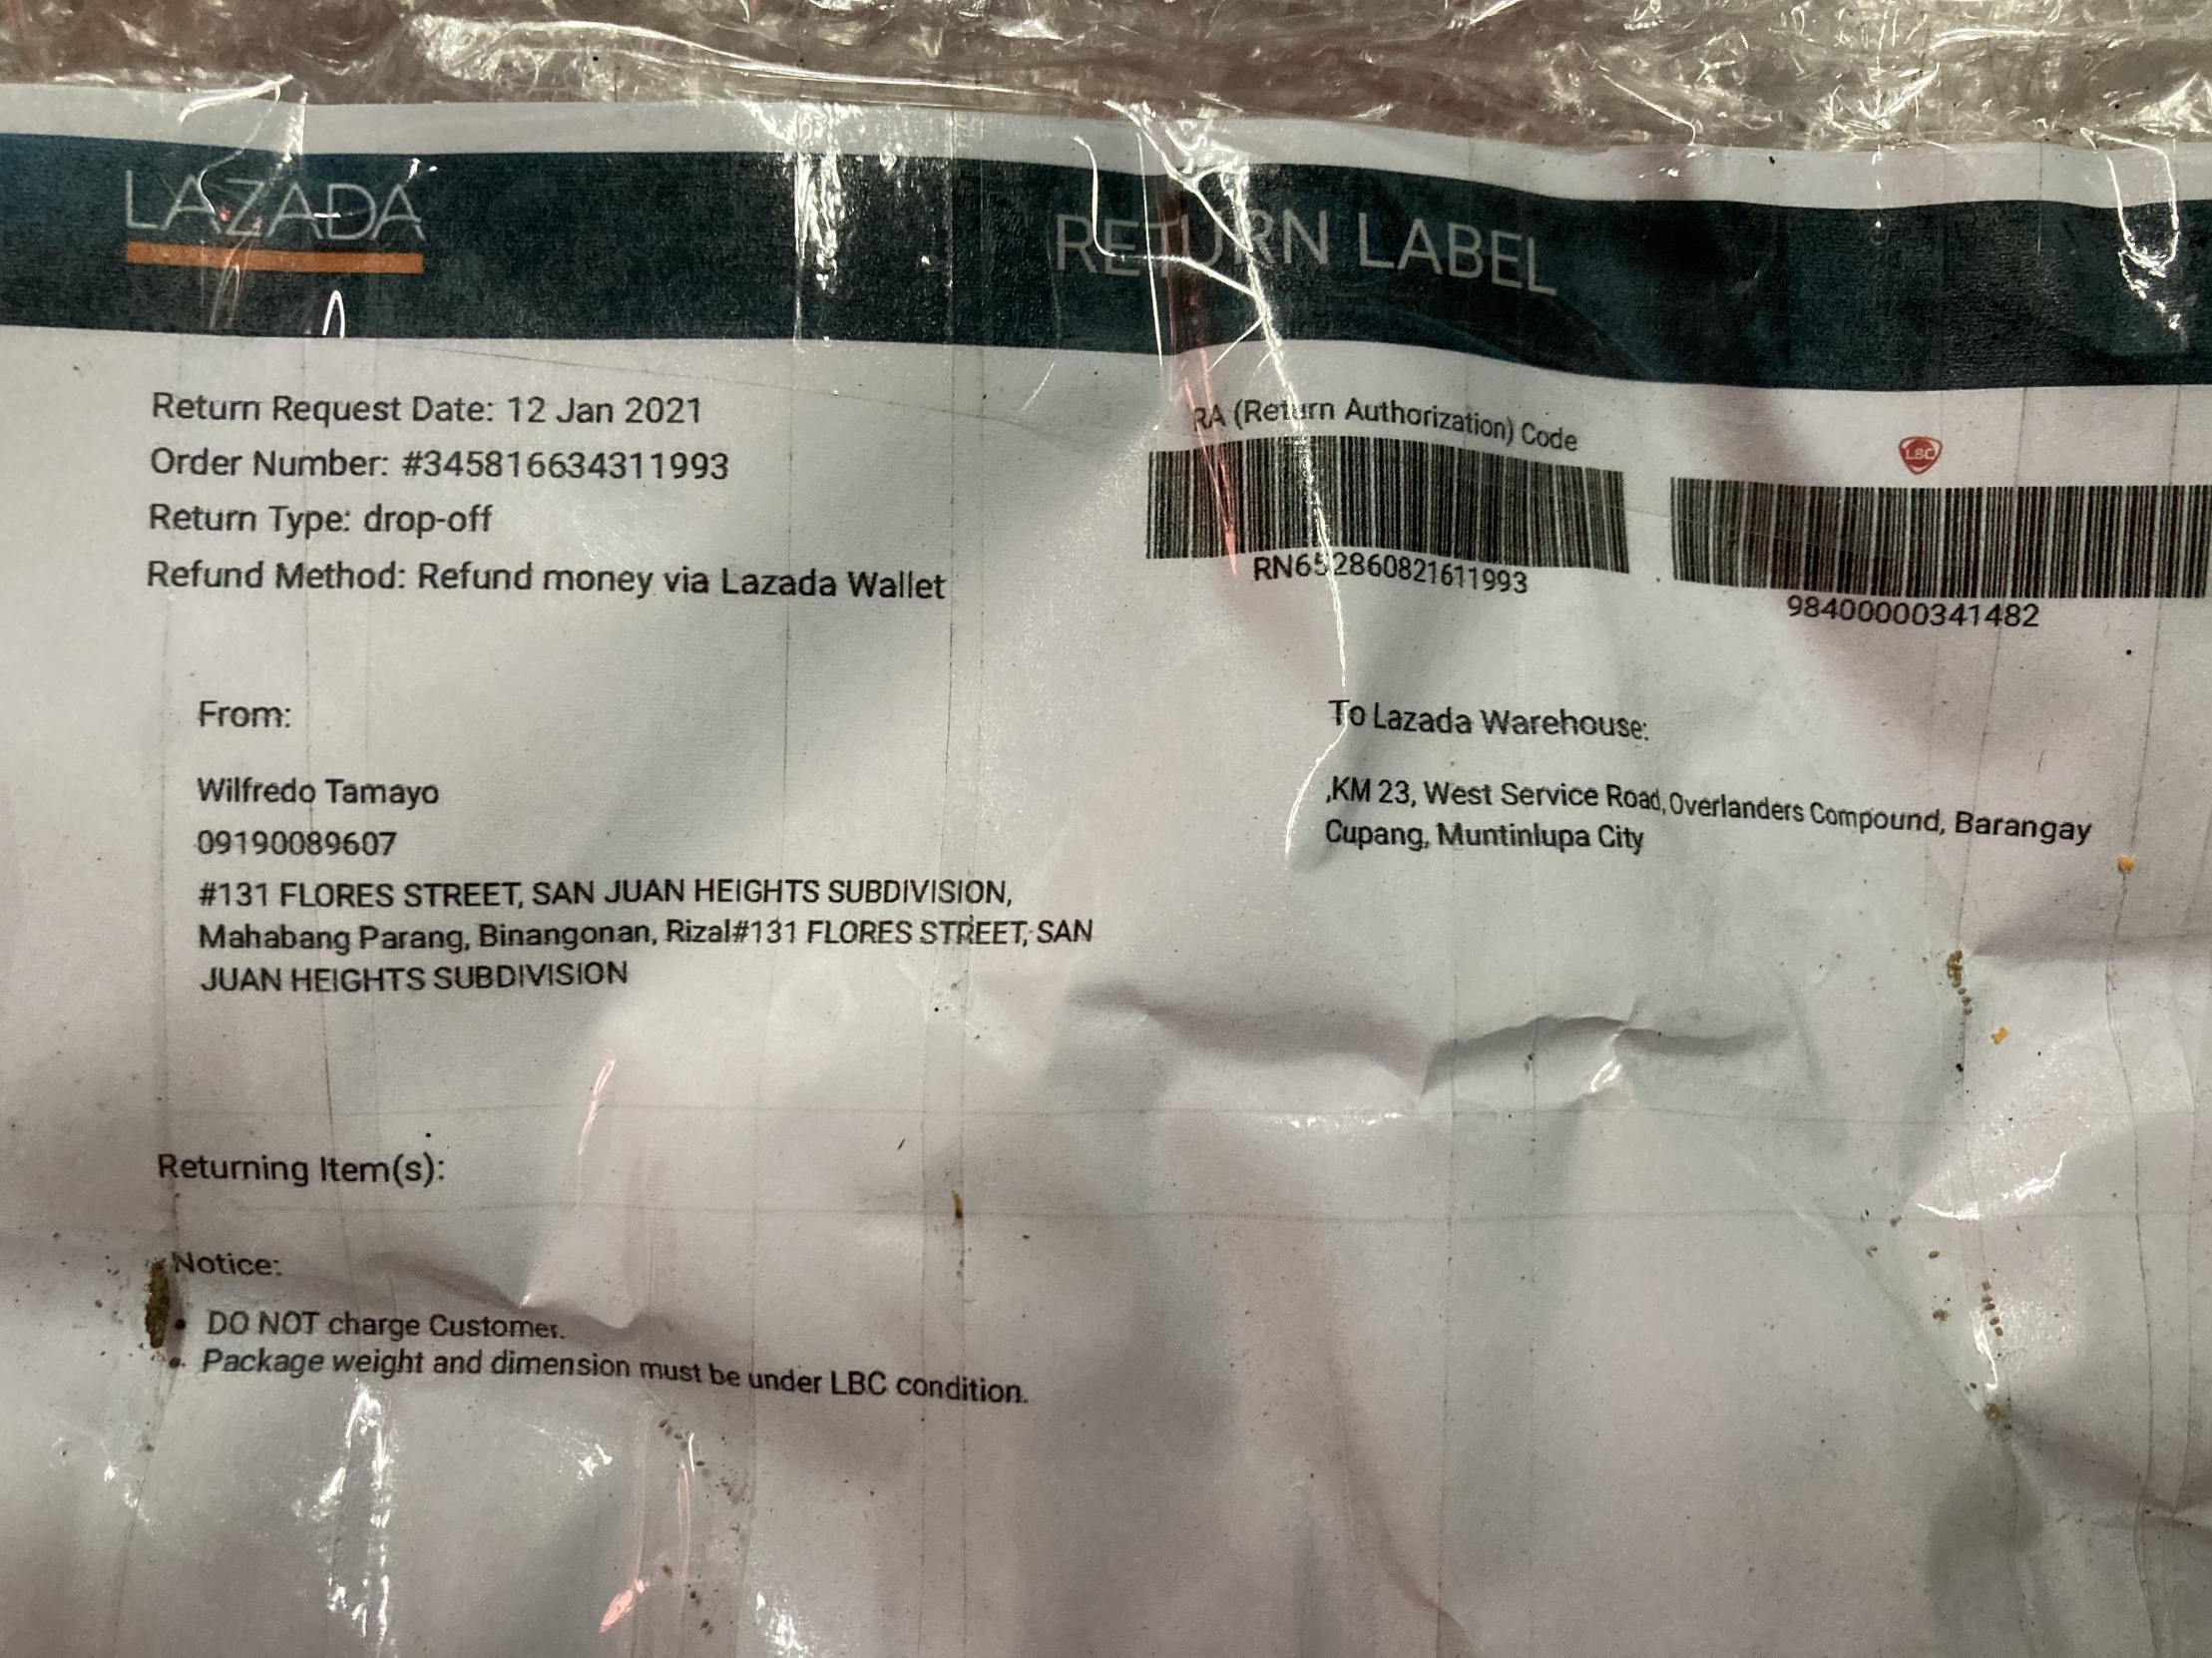 LAZADA
RETURN LABEL
Return Request Date: 12 Jan 2021
Order Number: #345816634311993
Return Type: drop-off
Refund Method: Refund money via Lazada Wallet
RA (Return Authorization) Code
RN652860821611993
LBC
98400000341482
From:
Wilfredo Tamayo
09190089607
#131 FLORES STREET, SAN JUAN HEIGHTS SUBDIVISION,
Mahabang Parang, Binangonan, Rizal#131 FLORES STREET, SAN
JUAN HEIGHTS SUBDIVISION
To Lazada Warehouse:
,KM 23, West Service Road, Overlanders Compound, Barangay
Cupang, Muntinlupa City
Returning Item(s):
Notice:
• DO NOT charge Customer.
• Package weight and dimension must be under LBC condition.